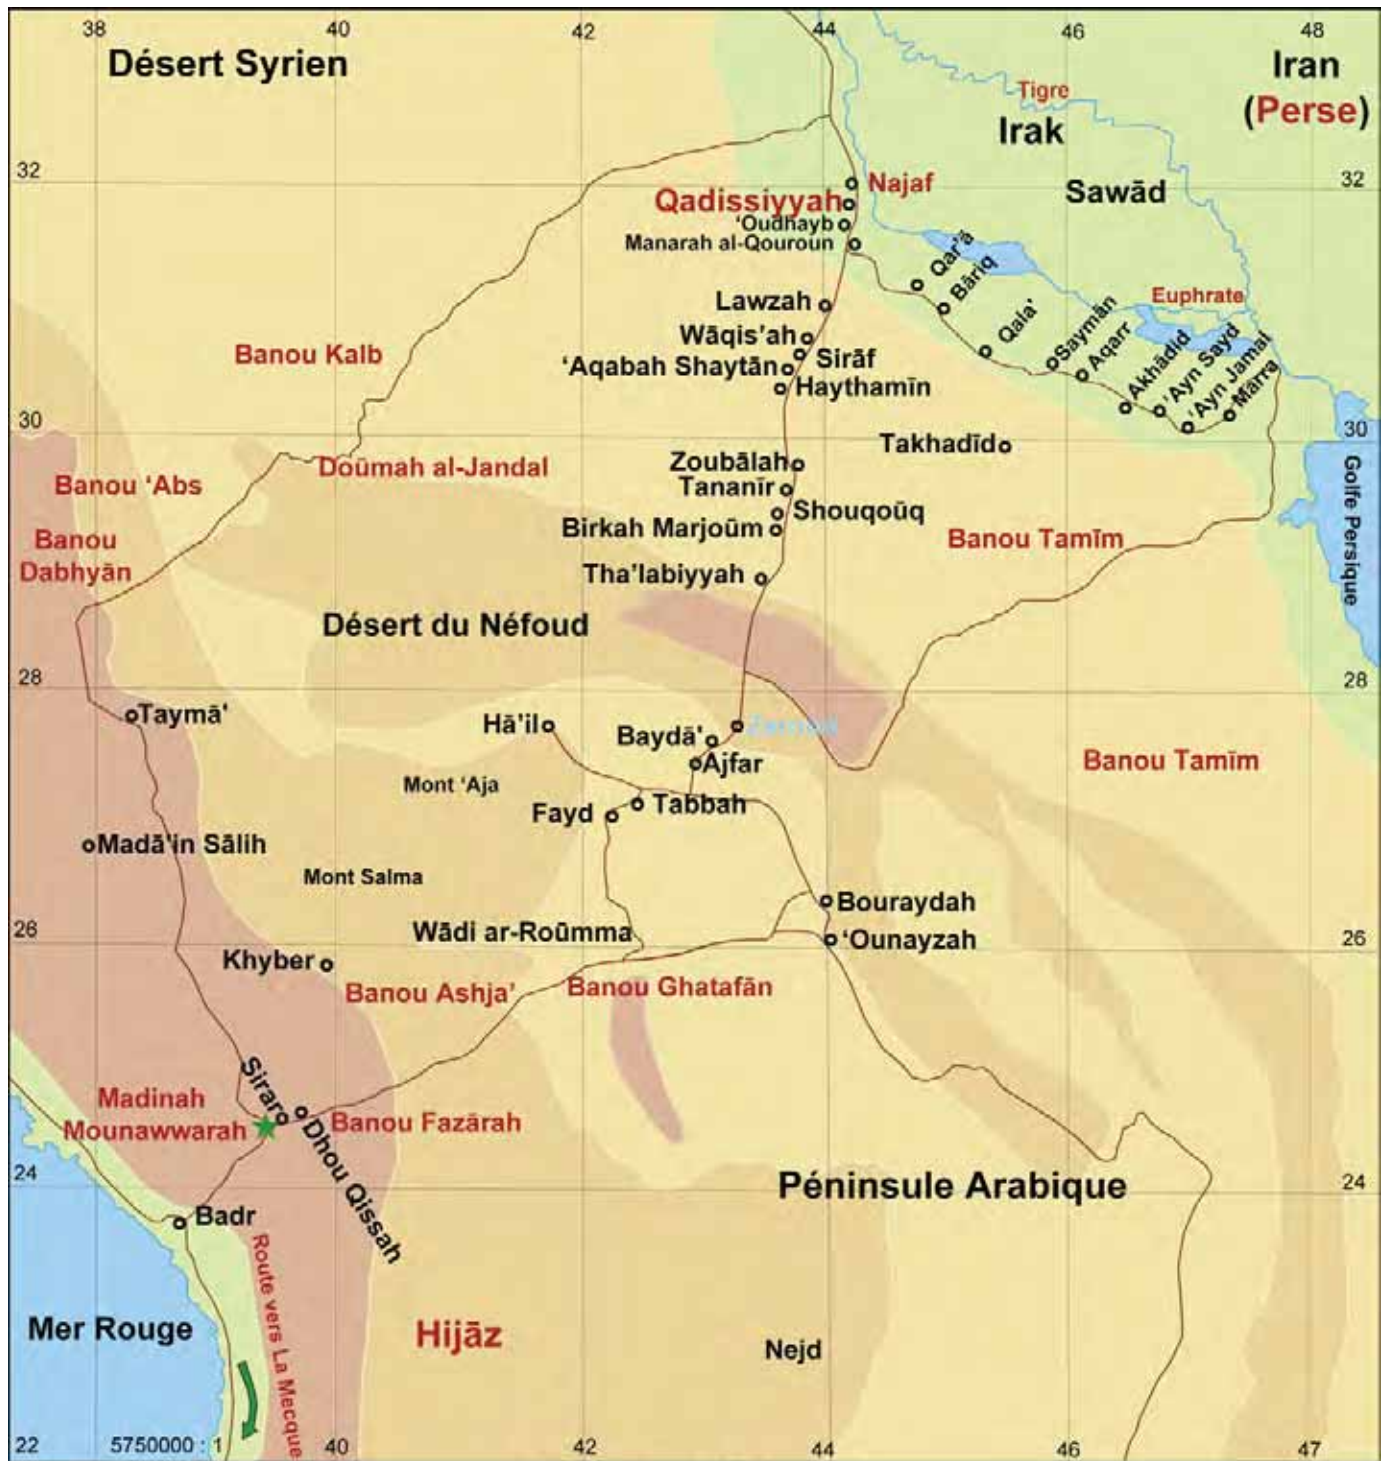 38
40
42
44
46
48
Désert Syrien
Iran
(Perse)
Tigre
Irak
32
32
Najaf
Sawād
Qadissiyyah
'Oudhayb
Manarah al-Qouroun
Qar'ā
Bāriq
Lawzah
Euphrate
Wāqis'ah
Qala'
Saymān
Banou Kalb
Sirāf
Aqarr
'Aqabah Shaytān
Akhādid
'Ayn Sayd
'Ayn Jamal
Marra
Haythamīn
30
30
Takhadīd
Doūmah al-Jandal
Zoubālah
Golfe Persique
Banou 'Abs
Tananīr
Shouqoūq
Birkah Marjoūm
Banou Tamīm
Banou
Dabhyān
Tha'labiyyah
Désert du Néfoud
28
28
Taymā'
Hā'il
Baydā'
Banou Tamīm
Ajfar
Mont 'Aja
Tabbah
Fayd
Madā'in Sālih
Mont Salma
Bouraydah
26
Wādi ar-Roūmma
'Ounayzah
26
Khyber
Banou Ashja'
Banou Ghatafān
Sirar
Madinah
Mounawwarah
Banou Fazārah
Dhou Qissah
24
Péninsule Arabique
24
Badr
Route vers La Mecque
Mer Rouge
Hijāz
Nejd
22
5750000 : 1
40
42
44
46
47